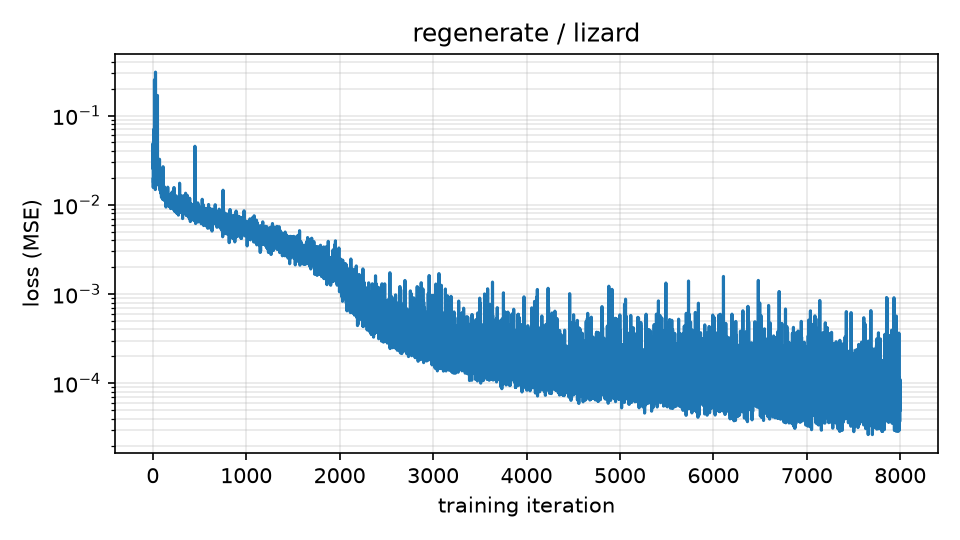 regenerate / lizard
loss (MSE)
10⁻¹
10⁻²
10⁻³
10⁻⁴
0 1000 2000 3000 4000 5000 6000 7000 8000
training iteration